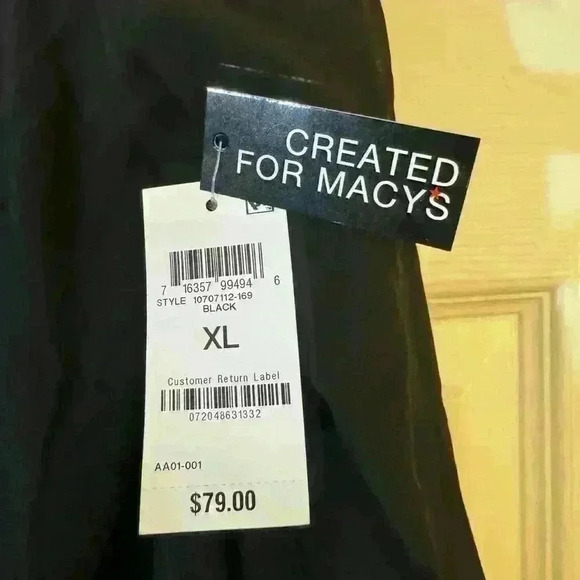 CREATED
FOR MACY'S
7 16357 99494 6
STYLE 10707112-169
BLACK
XL
Customer Return Label
072048631332
AA01-001
$79.00